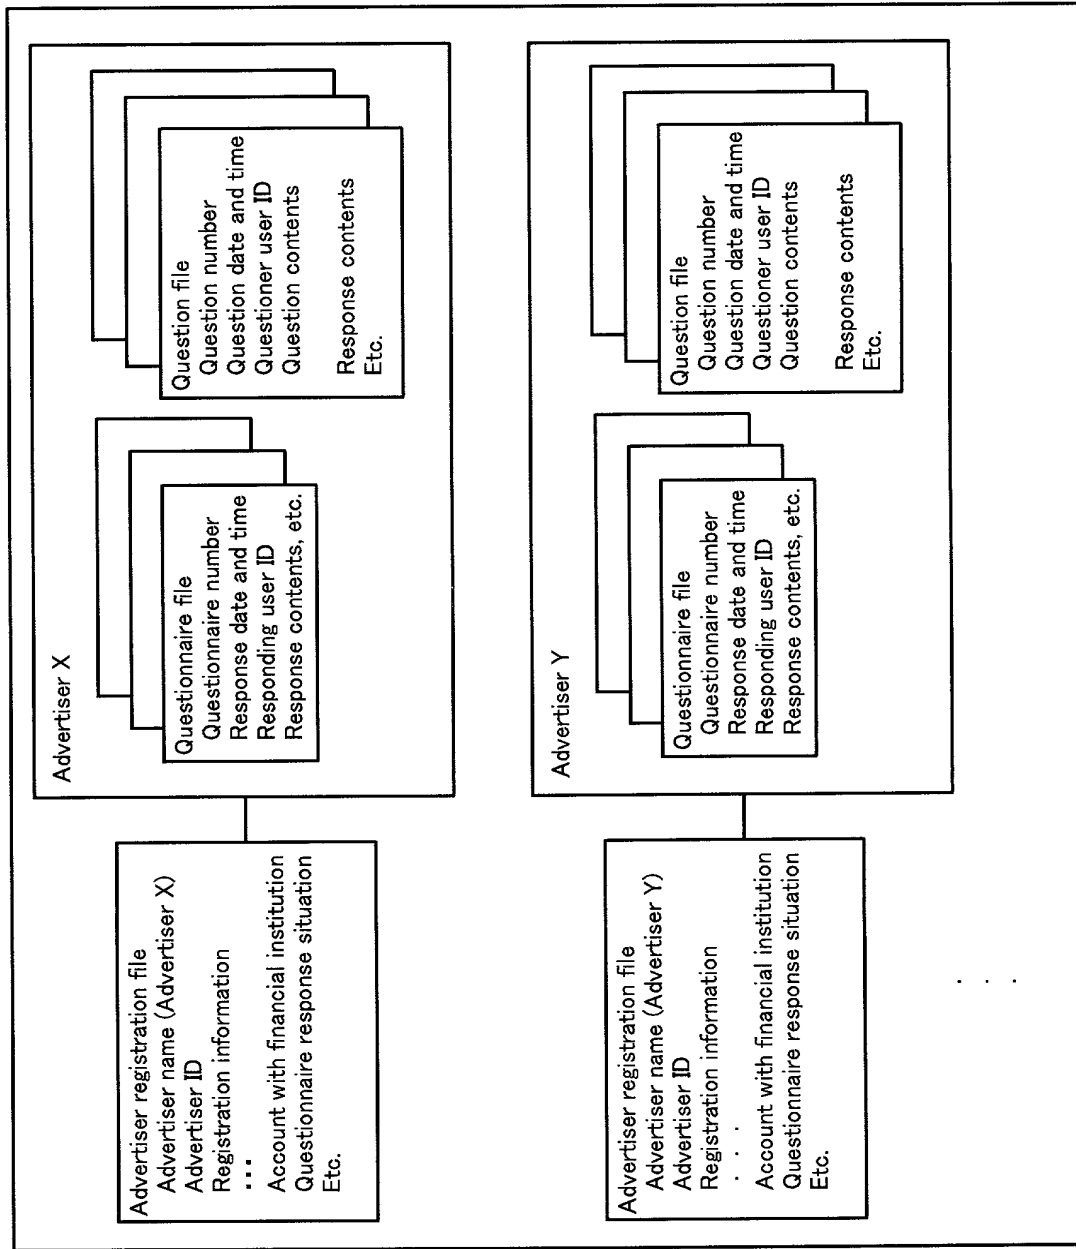 Advertiser registration file
Advertiser name (Advertiser X)
Advertiser ID
Registration information
...
Account with financial institution
Questionnaire response situation
Etc.
Advertiser X
Questionnaire file
Questionnaire number
Response date and time
Responding user ID
Response contents, etc.
Question file
Question number
Question date and time
Questioner user ID
Question contents
Response contents
Etc.
Advertiser registration file
Advertiser name (Advertiser Y)
Advertiser ID
Registration information
. . .
Account with financial institution
Questionnaire response situation
Etc.
Advertiser Y
Questionnaire file
Questionnaire number
Response date and time
Responding user ID
Response contents, etc.
Question file
Question number
Question date and time
Questioner user ID
Question contents
Response contents
Etc.
. . .